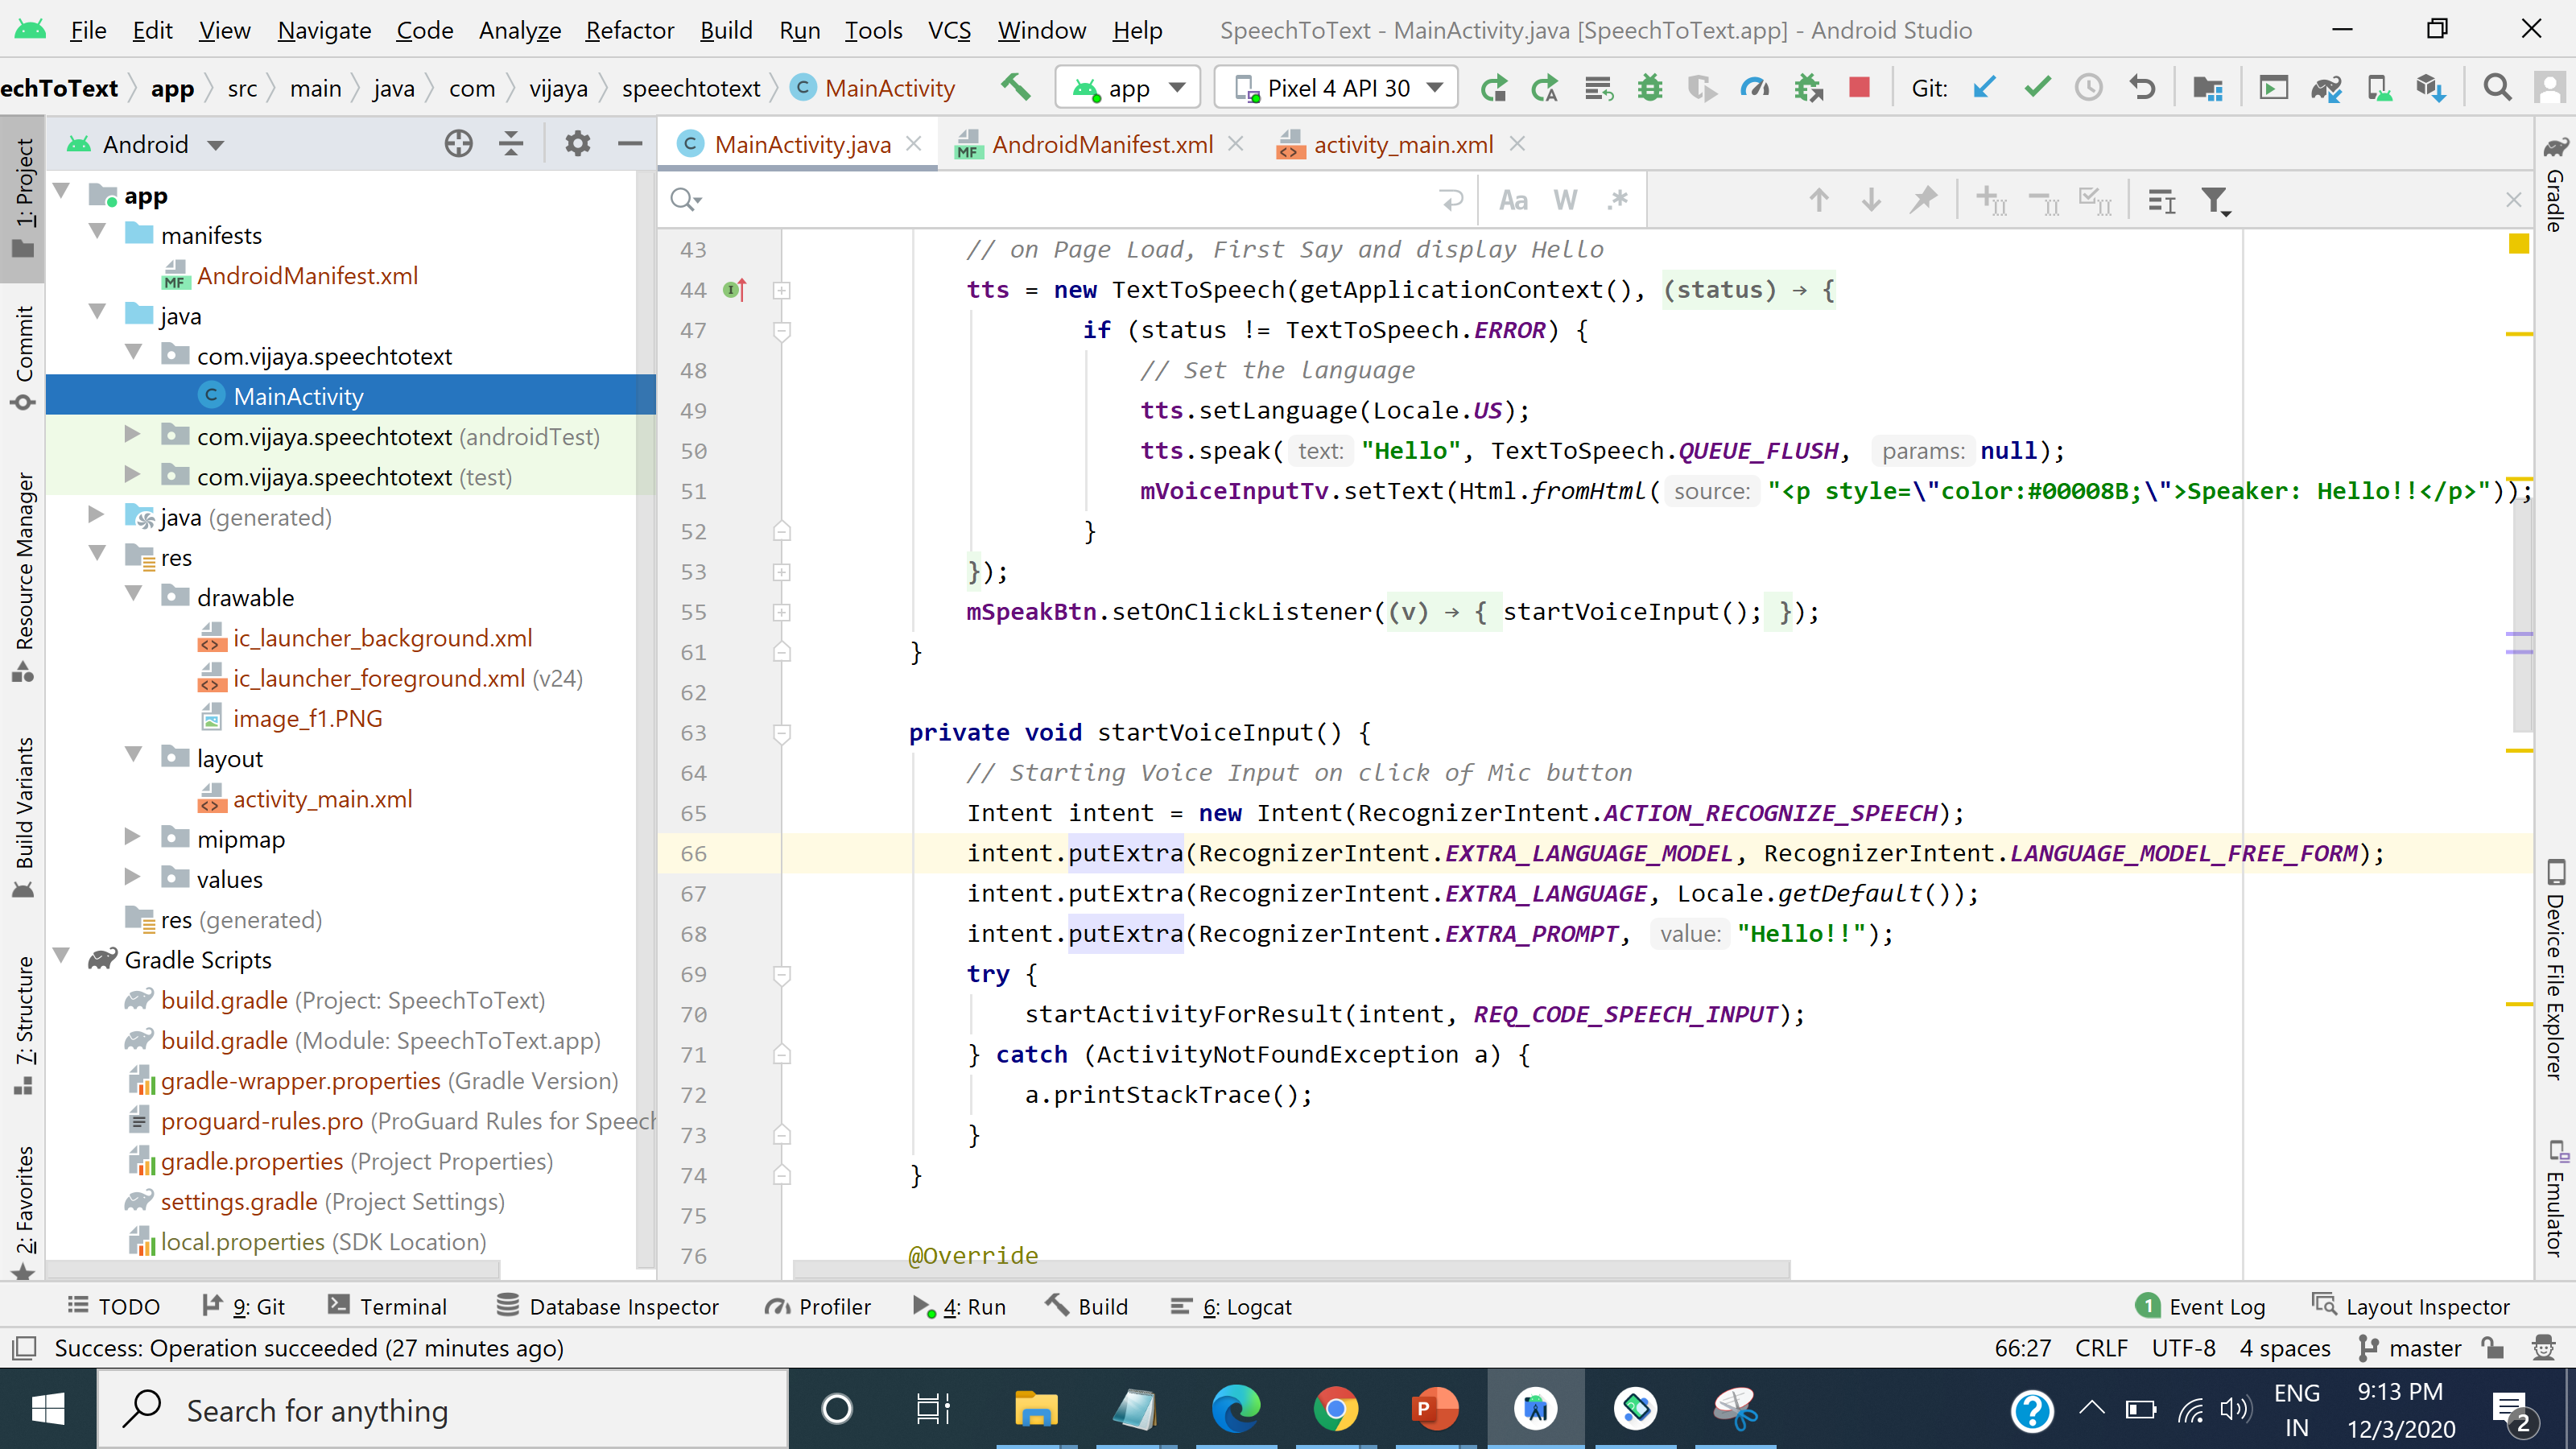 File Edit View Navigate Code Analyze Refactor Build Run Tools VCS Window Help SpeechToText - MainActivity.java [SpeechToText.app] - Android Studio
echToText app src main java com vijaya speechtotext MainActivity app Pixel 4 API 30 Git:
Android
MainActivity.java AndroidManifest.xml activity_main.xml
Aa W .*
1: Project
Commit
Resource Manager
Build Variants
7: Structure
2: Favorites
app
manifests
AndroidManifest.xml
java
com.vijaya.speechtotext
MainActivity
com.vijaya.speechtotext (androidTest)
com.vijaya.speechtotext (test)
java (generated)
res
drawable
ic_launcher_background.xml
ic_launcher_foreground.xml (v24)
image_f1.PNG
layout
activity_main.xml
mipmap
values
res (generated)
Gradle Scripts
build.gradle (Project: SpeechToText)
build.gradle (Module: SpeechToText.app)
gradle-wrapper.properties (Gradle Version)
proguard-rules.pro (ProGuard Rules for Speech
gradle.properties (Project Properties)
settings.gradle (Project Settings)
local.properties (SDK Location)
43 // on Page Load, First Say and display Hello
44 tts = new TextToSpeech(getApplicationContext(), (status) → {
47 if (status != TextToSpeech.ERROR) {
48 // Set the language
49 tts.setLanguage(Locale.US);
50 tts.speak( text: "Hello", TextToSpeech.QUEUE_FLUSH, params: null);
51 mVoiceInputTv.setText(Html.fromHtml( source: "<p style=\"color:#00008B;\">Speaker: Hello!!</p>"));
52 }
53 });
55 mSpeakBtn.setOnClickListener((v) → { startVoiceInput(); });
61 }
62
63 private void startVoiceInput() {
64 // Starting Voice Input on click of Mic button
65 Intent intent = new Intent(RecognizerIntent.ACTION_RECOGNIZE_SPEECH);
66 intent.putExtra(RecognizerIntent.EXTRA_LANGUAGE_MODEL, RecognizerIntent.LANGUAGE_MODEL_FREE_FORM);
67 intent.putExtra(RecognizerIntent.EXTRA_LANGUAGE, Locale.getDefault());
68 intent.putExtra(RecognizerIntent.EXTRA_PROMPT, value: "Hello!!");
69 try {
70 startActivityForResult(intent, REQ_CODE_SPEECH_INPUT);
71 } catch (ActivityNotFoundException a) {
72 a.printStackTrace();
73 }
74 }
75
76 @Override
Gradle
Device File Explorer
Emulator
TODO 9: Git Terminal Database Inspector Profiler 4: Run Build 6: Logcat 1 Event Log Layout Inspector
Success: Operation succeeded (27 minutes ago) 66:27 CRLF UTF-8 4 spaces master
Search for anything
ENG
IN
9:13 PM
12/3/2020
2